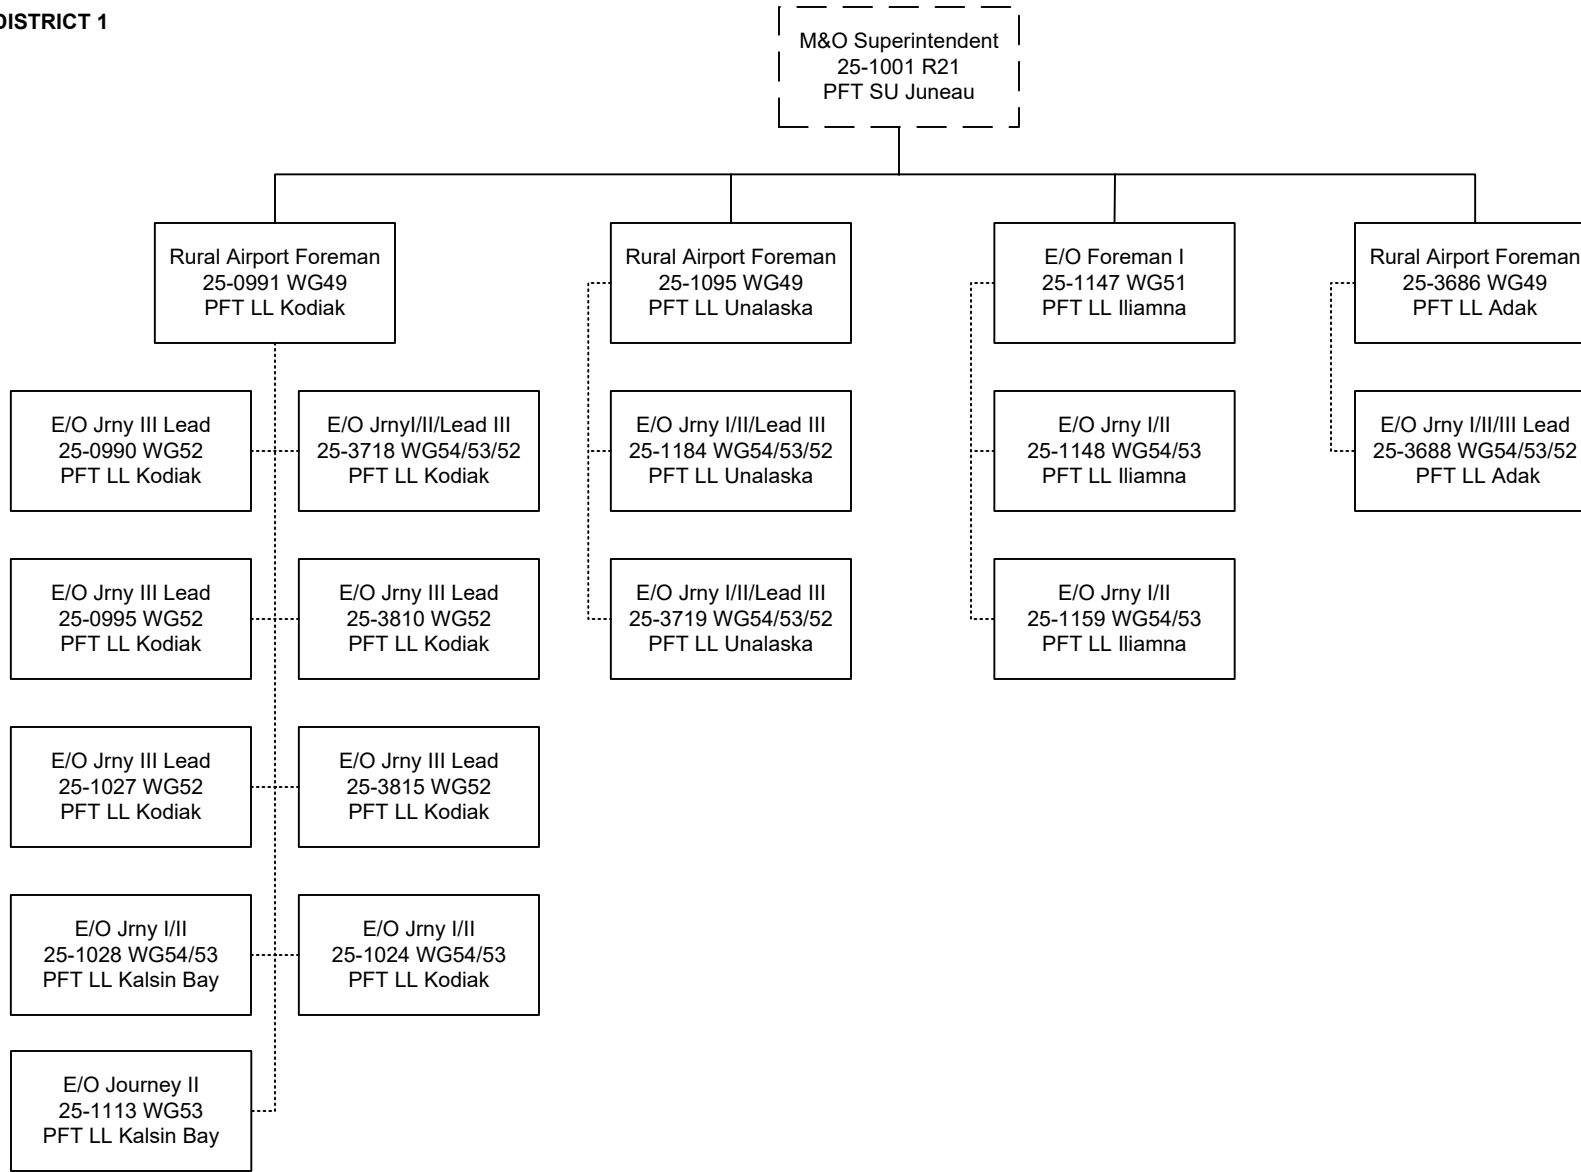 DISTRICT 1
M&O Superintendent
25-1001 R21
PFT SU Juneau
Rural Airport Foreman
25-0991 WG49
PFT LL Kodiak
Rural Airport Foreman
25-1095 WG49
PFT LL Unalaska
E/O Foreman I
25-1147 WG51
PFT LL Iliamna
Rural Airport Foreman
25-3686 WG49
PFT LL Adak
E/O Jrny III Lead
25-0990 WG52
PFT LL Kodiak
E/O JrnyI/II/Lead III
25-3718 WG54/53/52
PFT LL Kodiak
E/O Jrny I/II/Lead III
25-1184 WG54/53/52
PFT LL Unalaska
E/O Jrny I/II
25-1148 WG54/53
PFT LL Iliamna
E/O Jrny I/II/III Lead
25-3688 WG54/53/52
PFT LL Adak
E/O Jrny III Lead
25-0995 WG52
PFT LL Kodiak
E/O Jrny III Lead
25-3810 WG52
PFT LL Kodiak
E/O Jrny I/II/Lead III
25-3719 WG54/53/52
PFT LL Unalaska
E/O Jrny I/II
25-1159 WG54/53
PFT LL Iliamna
E/O Jrny III Lead
25-1027 WG52
PFT LL Kodiak
E/O Jrny III Lead
25-3815 WG52
PFT LL Kodiak
E/O Jrny I/II
25-1028 WG54/53
PFT LL Kalsin Bay
E/O Jrny I/II
25-1024 WG54/53
PFT LL Kodiak
E/O Journey II
25-1113 WG53
PFT LL Kalsin Bay